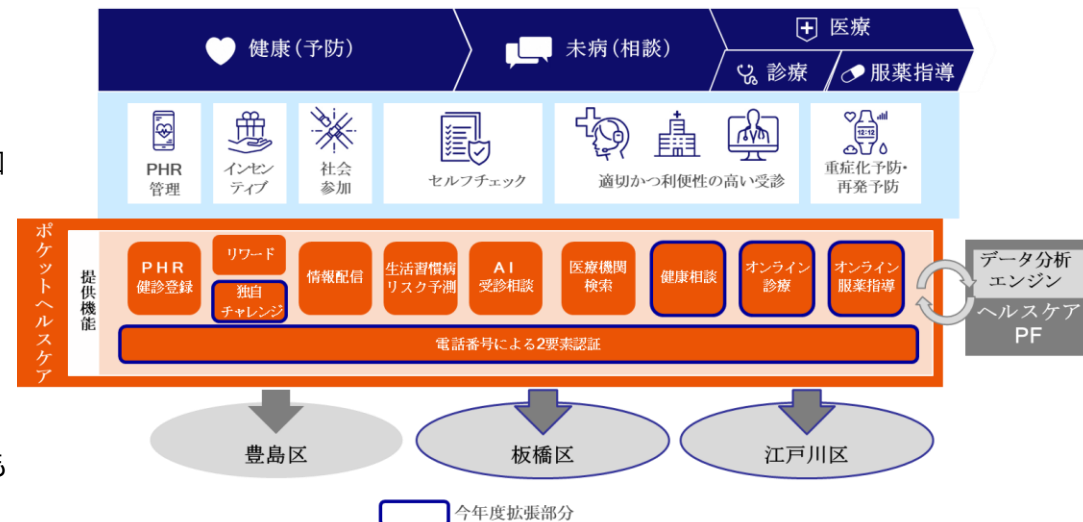 健康(予防)
未病(相談)
医療
診療
服薬指導
PHR
管理
インセン
ティブ
社会
参加
セルフチェック
適切かつ利便性の高い受診
12:12
重症化予防・
再発予防
ポケットヘルスケア
提供機能
PHR
健診登録
リワード
独自
チャレンジ
情報配信
生活習慣病
リスク予測
AI
受診相談
医療機関
検索
健康相談
オンライン
診療
オンライン
服薬指導
電話番号による2要素認証
データ分析
エンジン
ヘルスケア
PF
豊島区
板橋区
江戸川区
今年度拡張部分